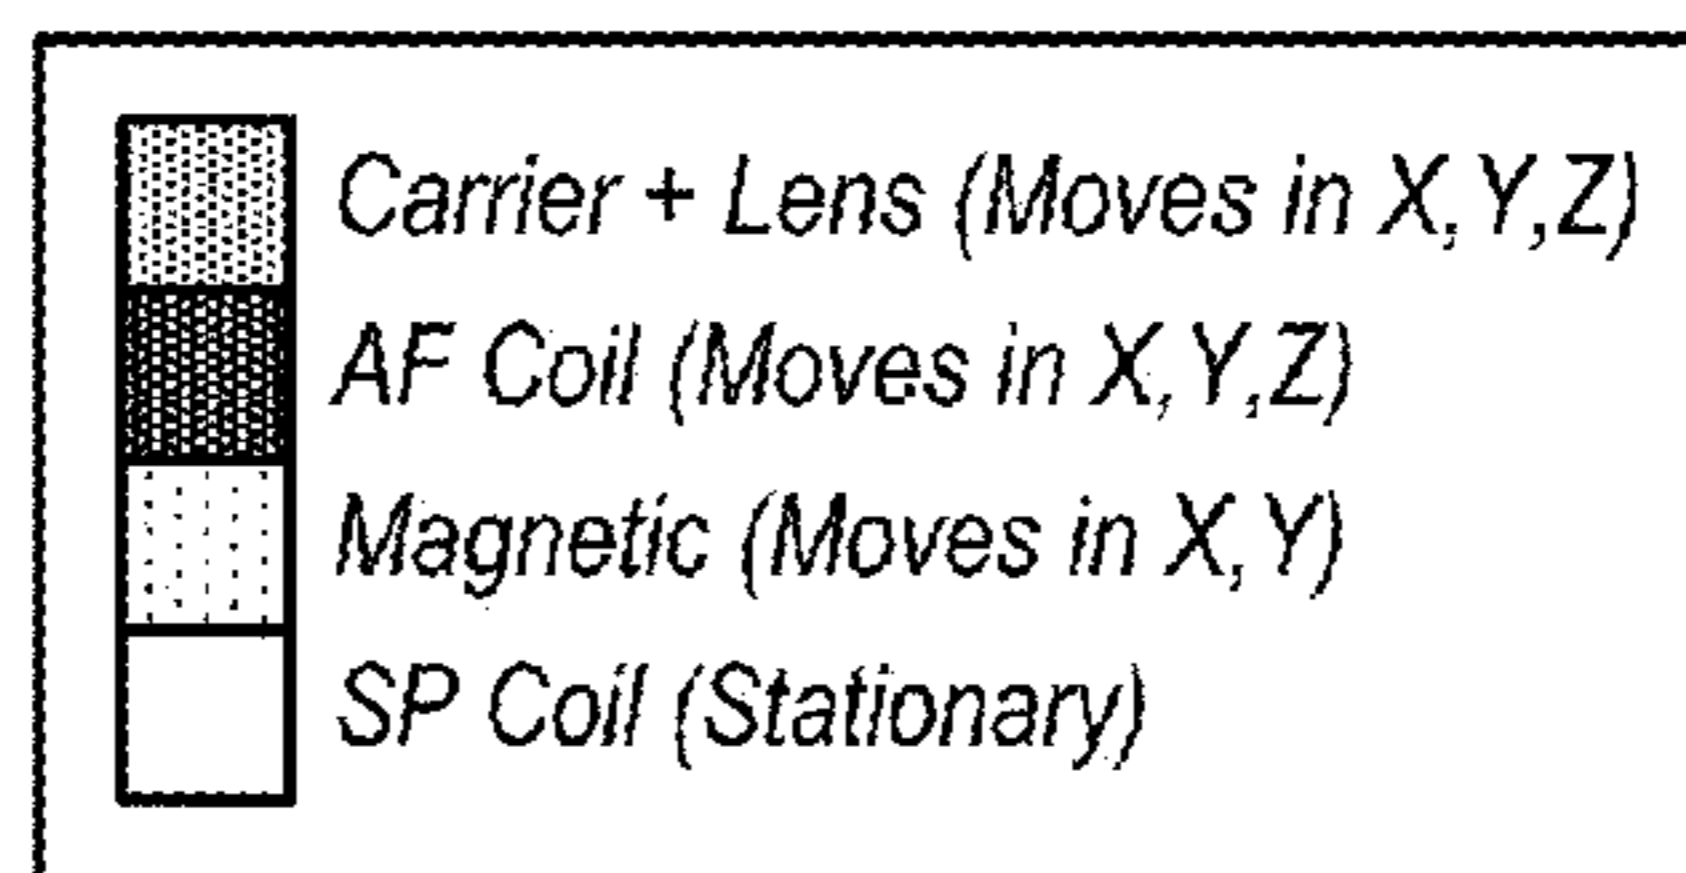 Carrier + Lens (Moves in X,Y,Z)
AF Coil (Moves in X,Y,Z)
Magnetic (Moves in X,Y)
SP Coil (Stationary)